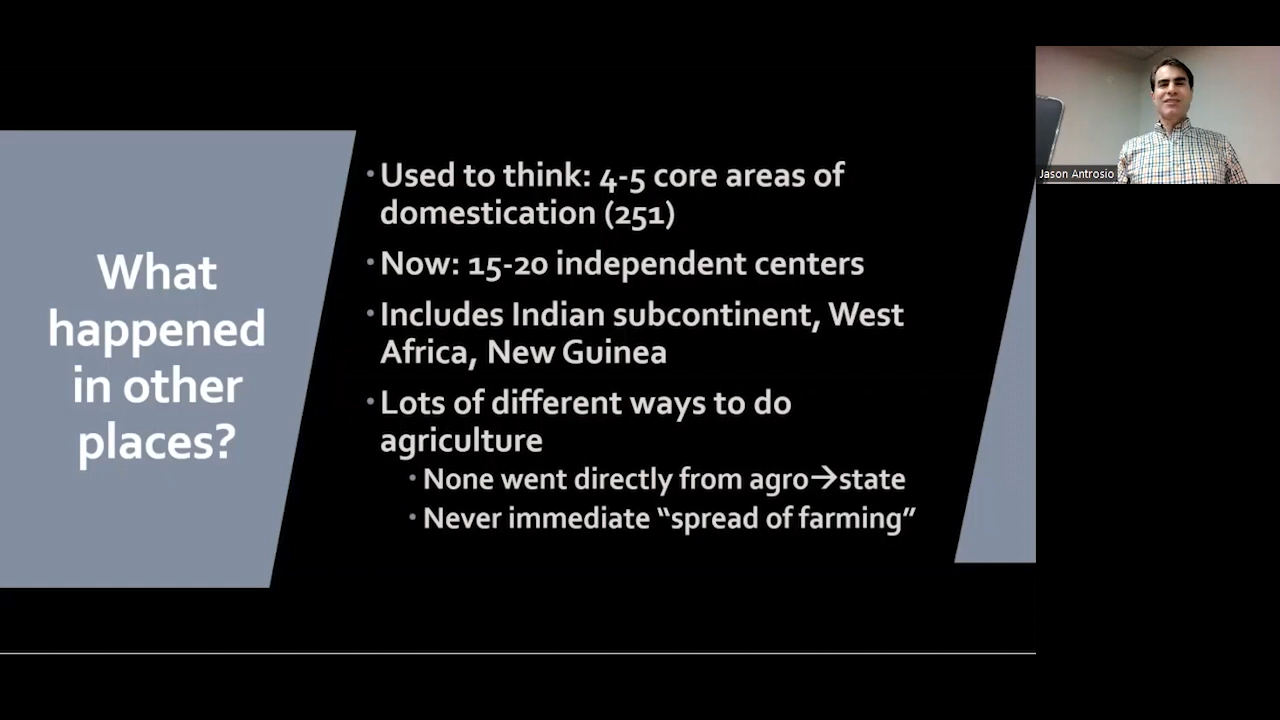 What
happened
in other
places?
• Used to think: 4-5 core areas of
domestication (251)
• Now: 15-20 independent centers
• Includes Indian subcontinent, West
Africa, New Guinea
• Lots of different ways to do
agriculture
• None went directly from agro→state
• Never immediate “spread of farming”
Jason Antrosio